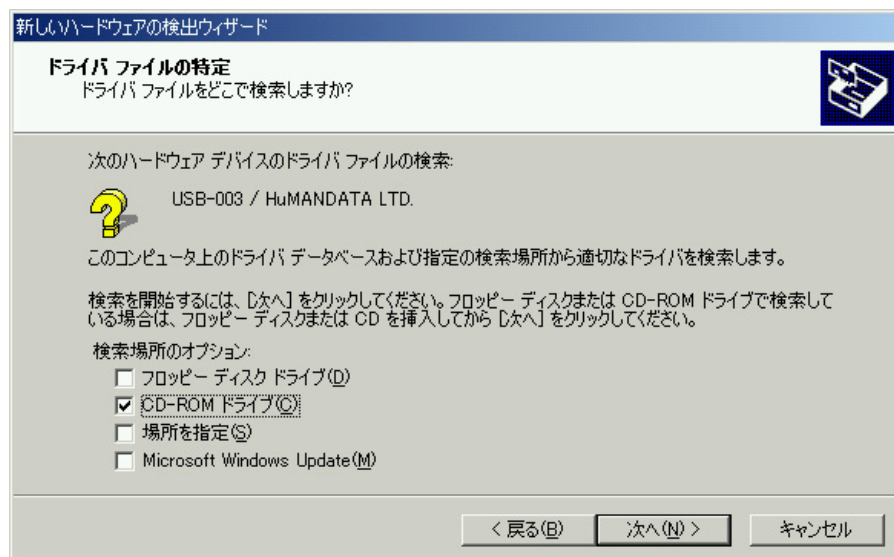 新しいハードウェアの検出ウィザード
ドライバ ファイルの特定
ドライバ ファイルをどこで検索しますか?
次のハードウェア デバイスのドライバ ファイルの検索:
USB-003 / HuMANDATA LTD.
このコンピュータ上のドライバ データベースおよび指定の検索場所から適切なドライバを検索します。
検索を開始するには、[次へ] をクリックしてください。フロッピー ディスクまたは CD-ROM ドライブで検索して
いる場合は、フロッピー ディスクまたは CD を挿入してから [次へ] をクリックしてください。
検索場所のオプション:
フロッピー ディスク ドライブ(D)
CD-ROM ドライブ(C)
場所を指定(S)
Microsoft Windows Update(M)
< 戻る(B) 次へ(N) > キャンセル